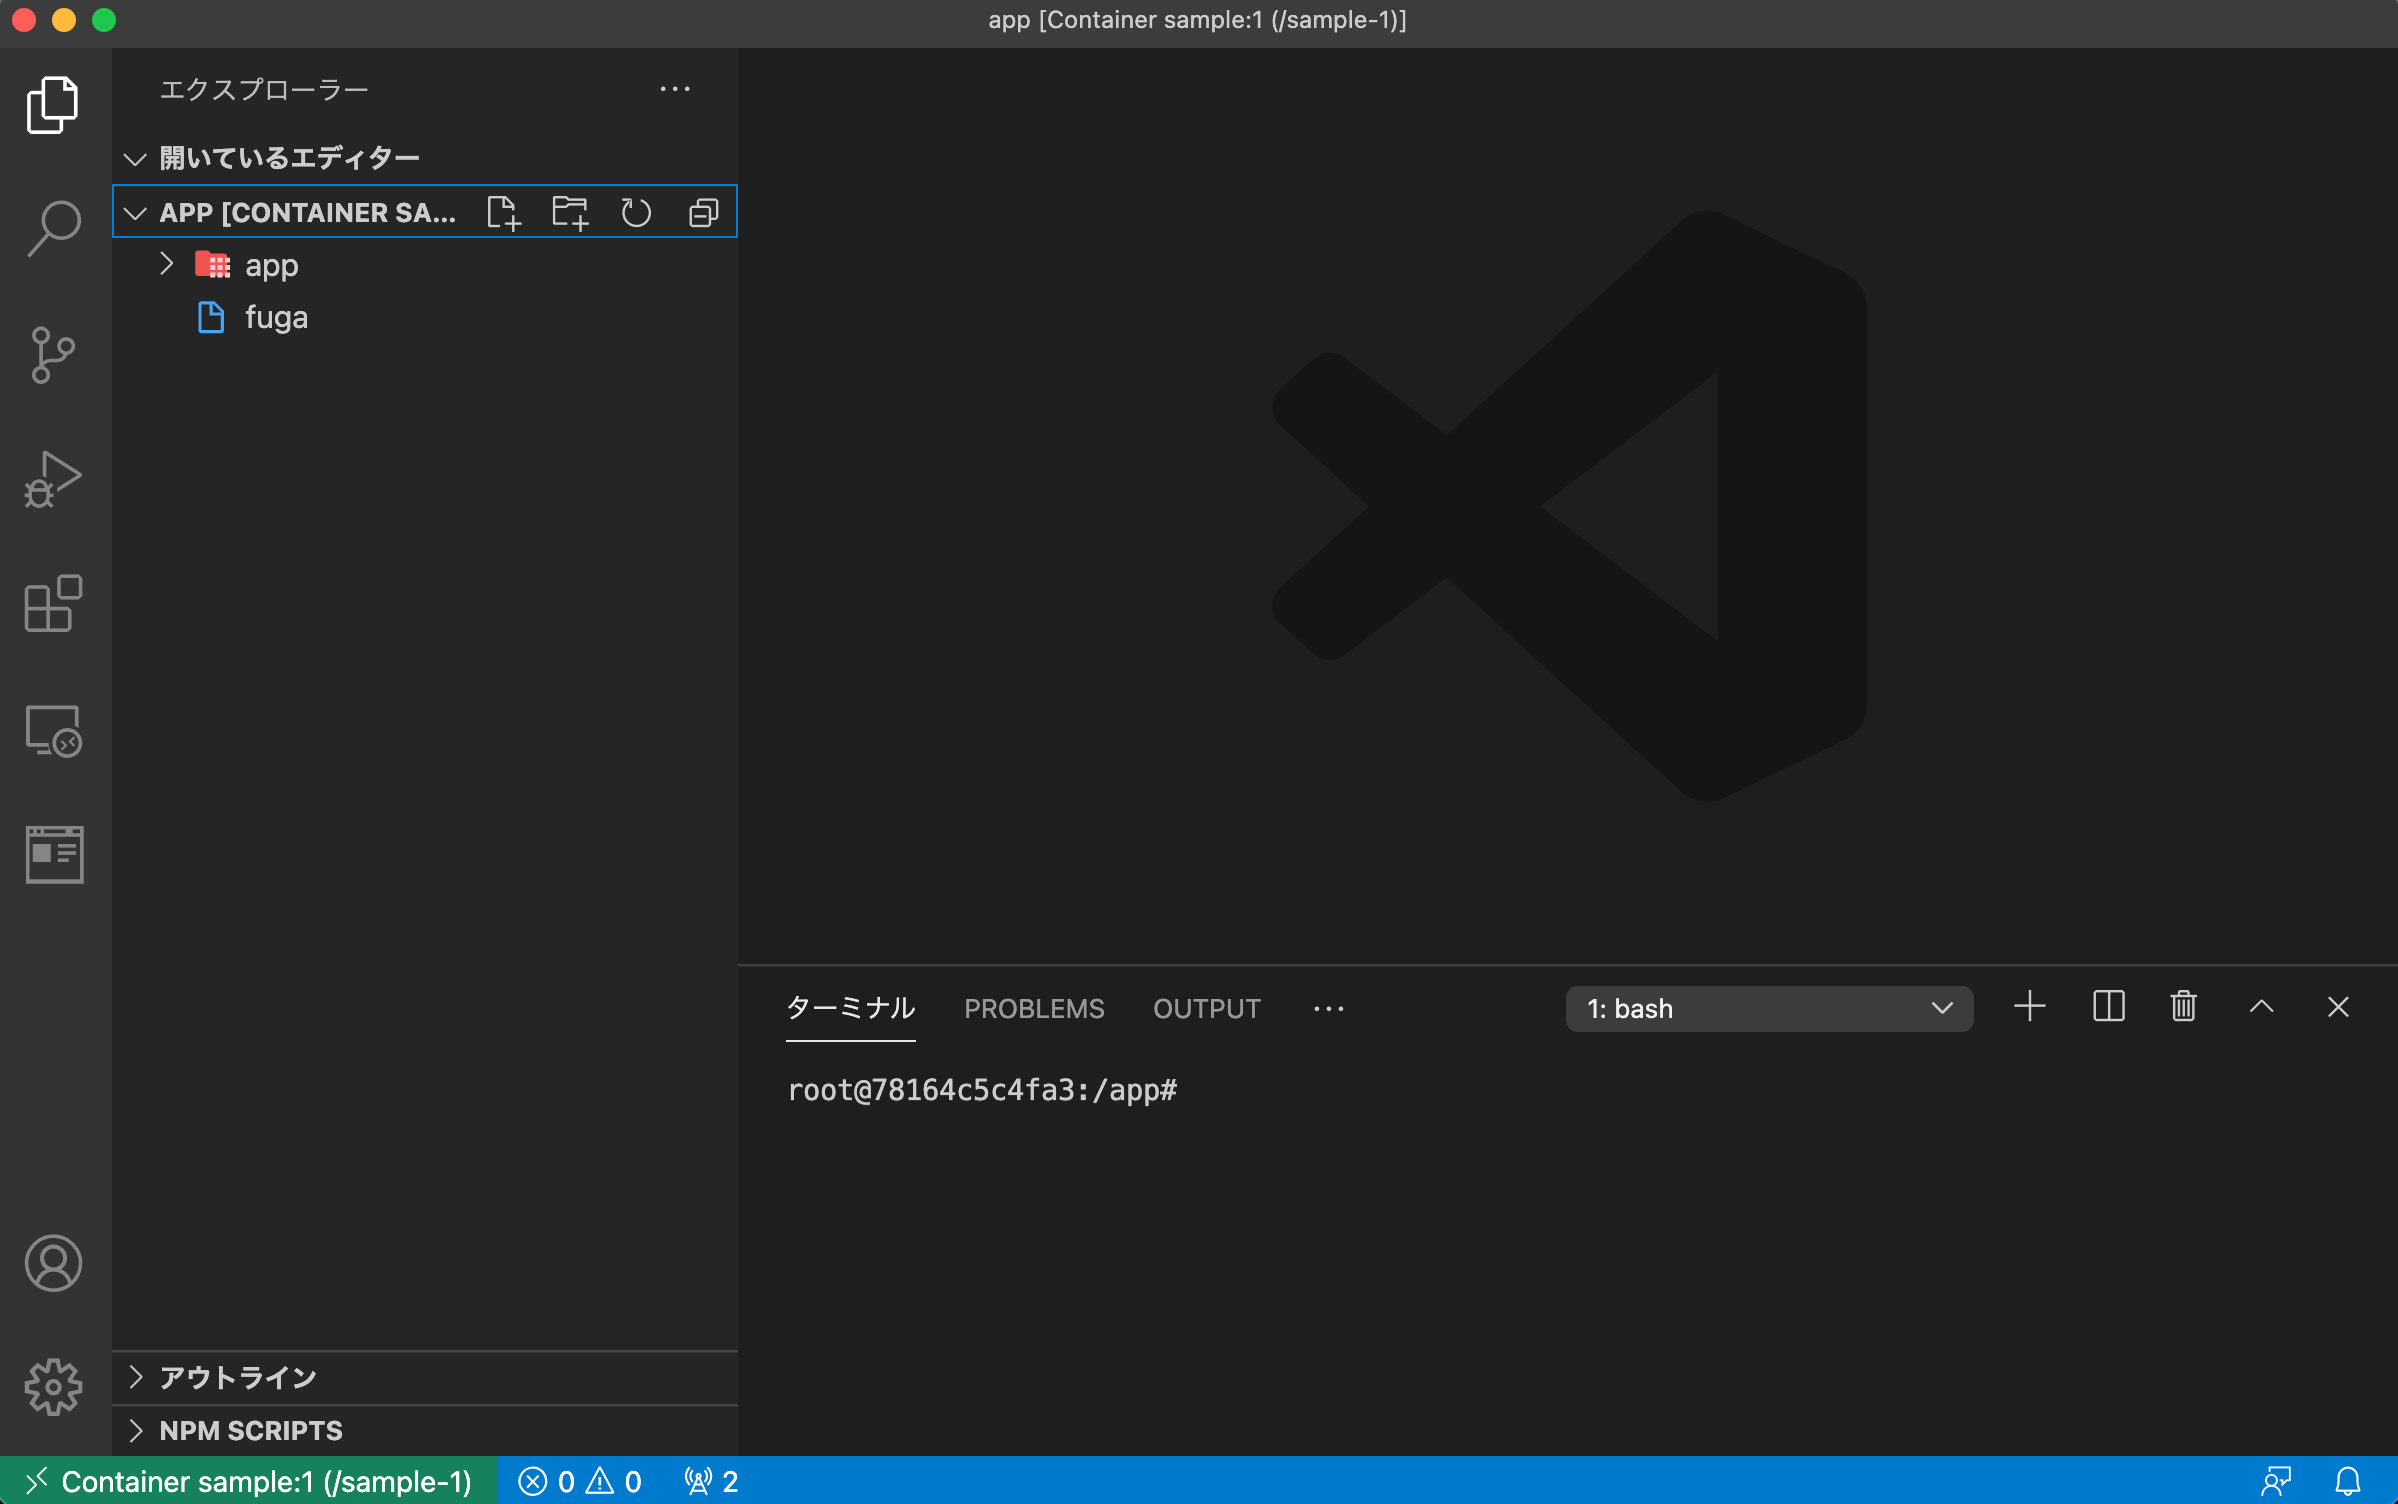 app [Container sample:1 (/sample-1)]
エクスプローラー
開いているエディター
APP [CONTAINER SA...
app
fuga
ターミナル PROBLEMS OUTPUT 1: bash
root@78164c5c4fa3:/app#
アウトライン
NPM SCRIPTS
Container sample:1 (/sample-1) 0 0 2